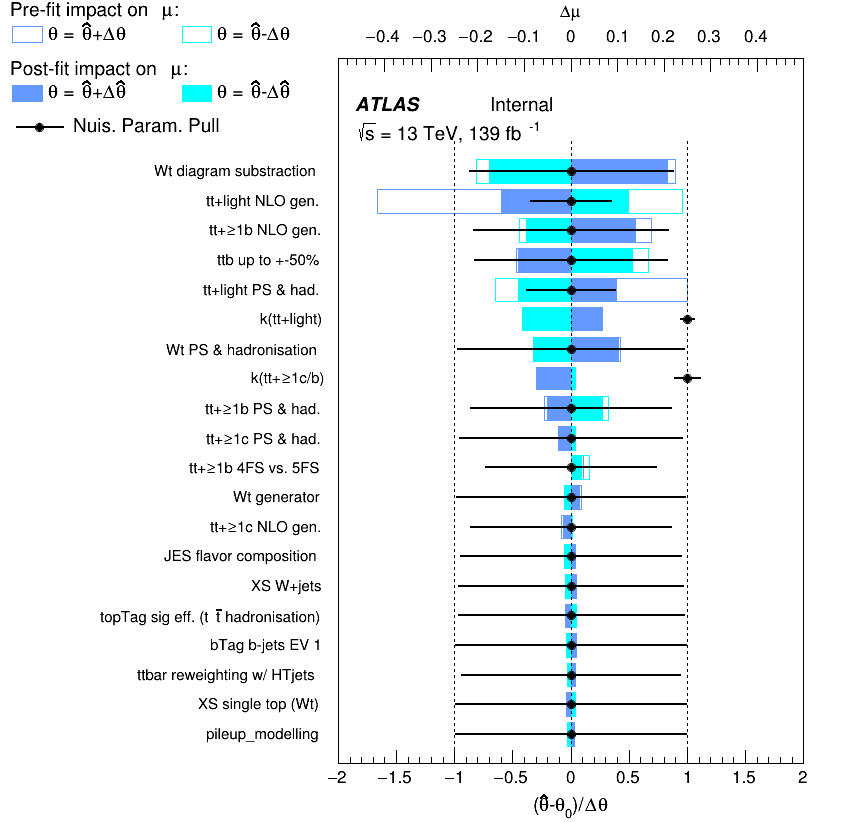 Pre-fit impact on μ:
θ = θ̂+Δθ θ = θ̂-Δθ
Post-fit impact on μ:
θ = θ̂+Δθ̂ θ = θ̂-Δθ̂
Nuis. Param. Pull
Δμ
−0.4 −0.3 −0.2 −0.1 0 0.1 0.2 0.3 0.4
ATLAS Internal
√s = 13 TeV, 139 fb⁻¹
Wt diagram substraction
tt+light NLO gen.
tt+≥1b NLO gen.
ttb up to +-50%
tt+light PS & had.
k(tt+light)
Wt PS & hadronisation
k(tt+≥1c/b)
tt+≥1b PS & had.
tt+≥1c PS & had.
tt+≥1b 4FS vs. 5FS
Wt generator
tt+≥1c NLO gen.
JES flavor composition
XS W+jets
topTag sig eff. (t t̄ hadronisation)
bTag b-jets EV 1
ttbar reweighting w/ HTjets
XS single top (Wt)
pileup_modelling
−2 −1.5 −1 −0.5 0 0.5 1 1.5 2
(θ̂-θ₀)/Δθ